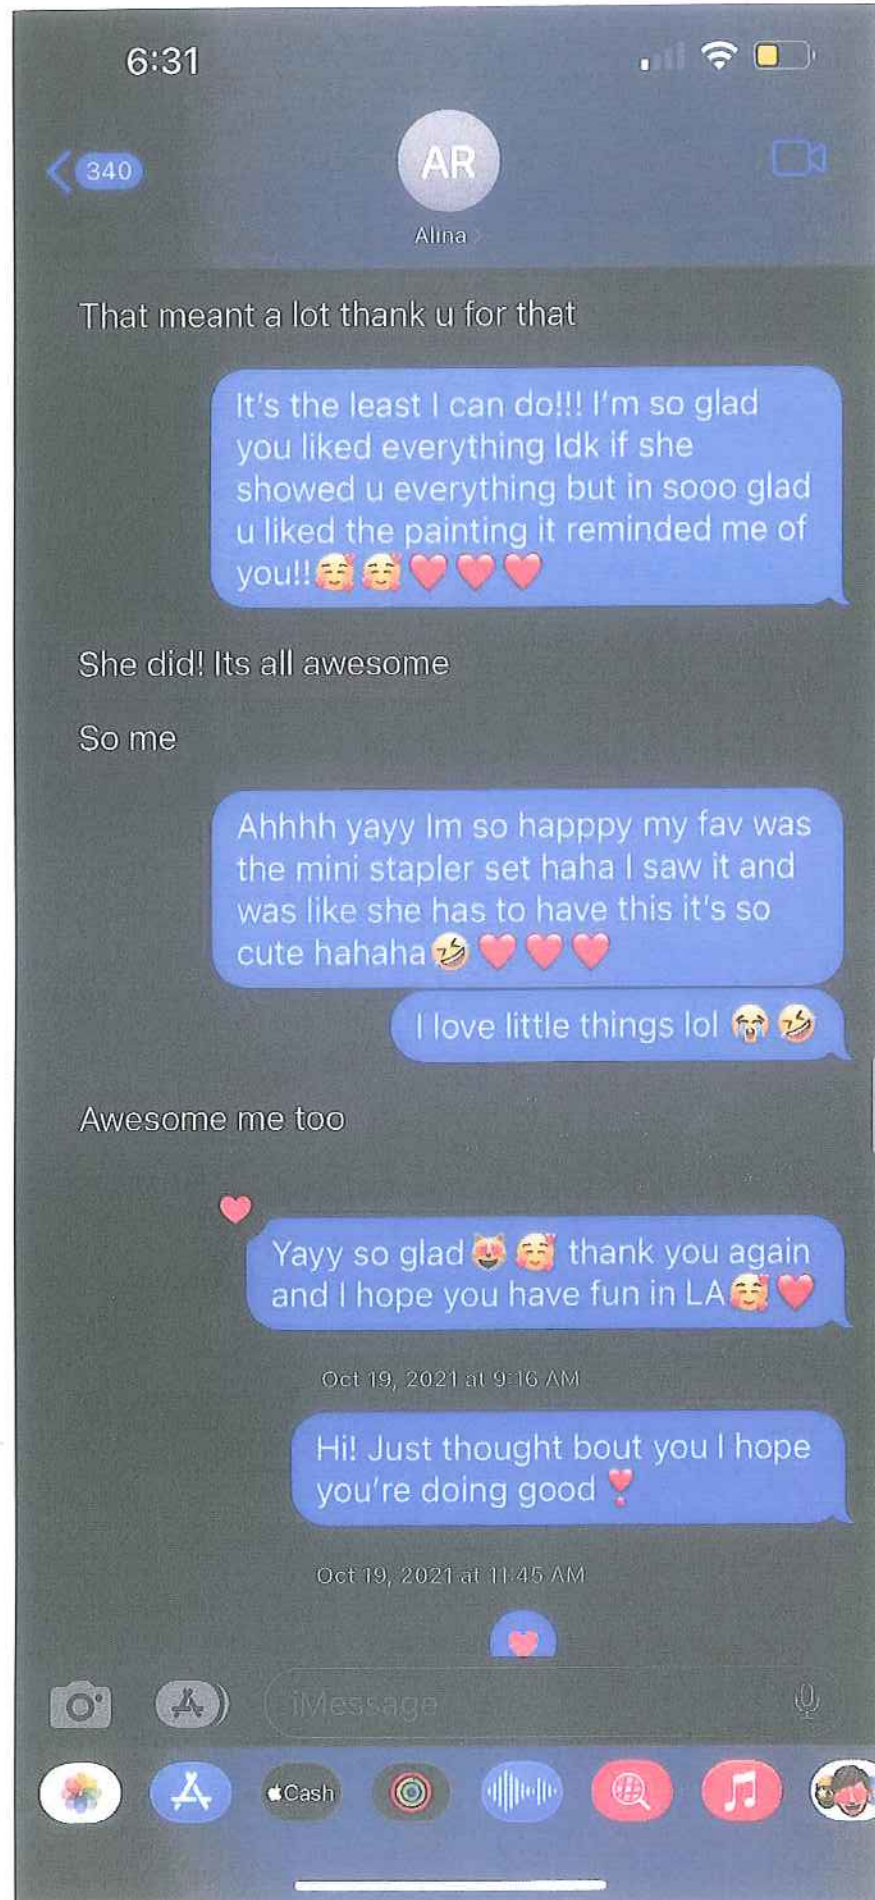 6:31
340
AR
Alina
That meant a lot thank u for that
It's the least I can do!!! I'm so glad
you liked everything Idk if she
showed u everything but in sooo glad
u liked the painting it reminded me of
you!!🥰🥰❤️❤️❤️
She did! Its all awesome
So me
Ahhhh yayy Im so happpy my fav was
the mini stapler set haha I saw it and
was like she has to have this it's so
cute hahaha🤣❤️❤️❤️
I love little things lol 😭🤣
Awesome me too
Yayy so glad😻🥰 thank you again
and I hope you have fun in LA🥰❤️
Oct 19, 2021 at 9:16 AM
Hi! Just thought bout you I hope
you're doing good ❣️
Oct 19, 2021 at 11:45 AM
iMessage
Cash